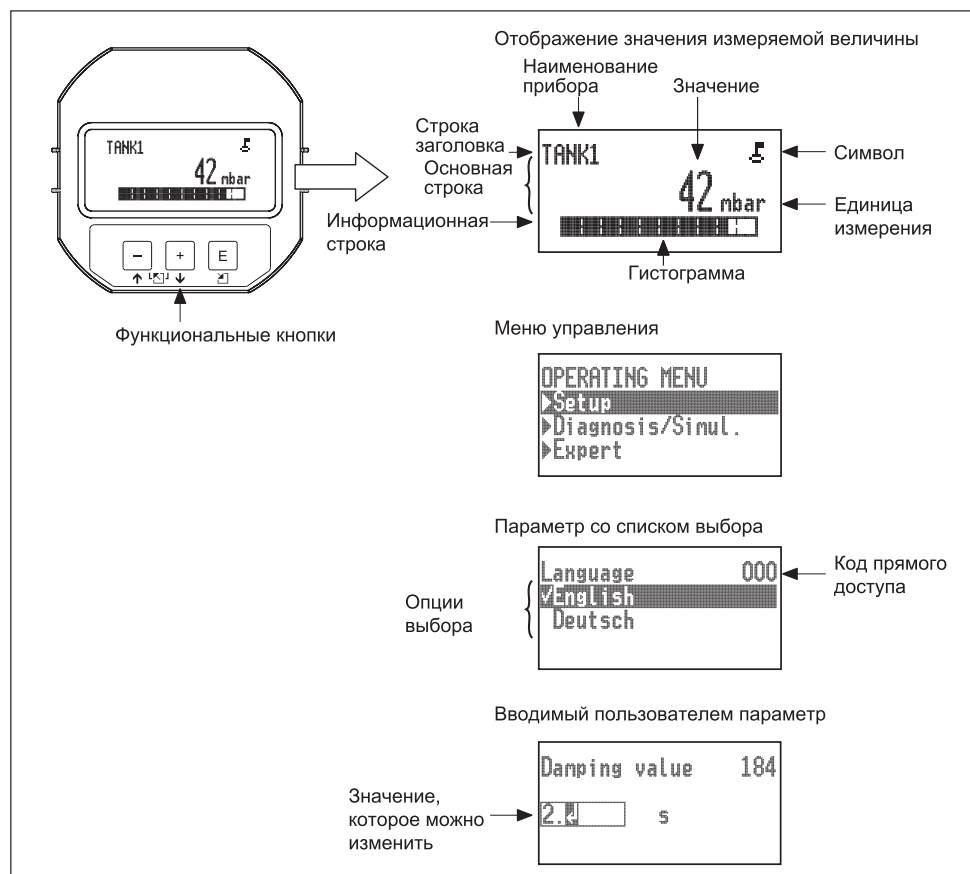 Отображение значения измеряемой величины
Наименование
прибора
Значение
Строка
заголовка
Основная
строка
Информационная
строка
TANK1
42 mbar
- + E
Функциональные кнопки
TANK1
42 mbar
Символ
Единица
измерения
Гистограмма
Меню управления
OPERATING MENU
Setup
Diagnosis/Simul.
Expert
Параметр со списком выбора
Language 000
English
Deutsch
Код прямого
доступа
Опции
выбора
Вводимый пользователем параметр
Damping value 184
2. s
Значение,
которое можно
изменить